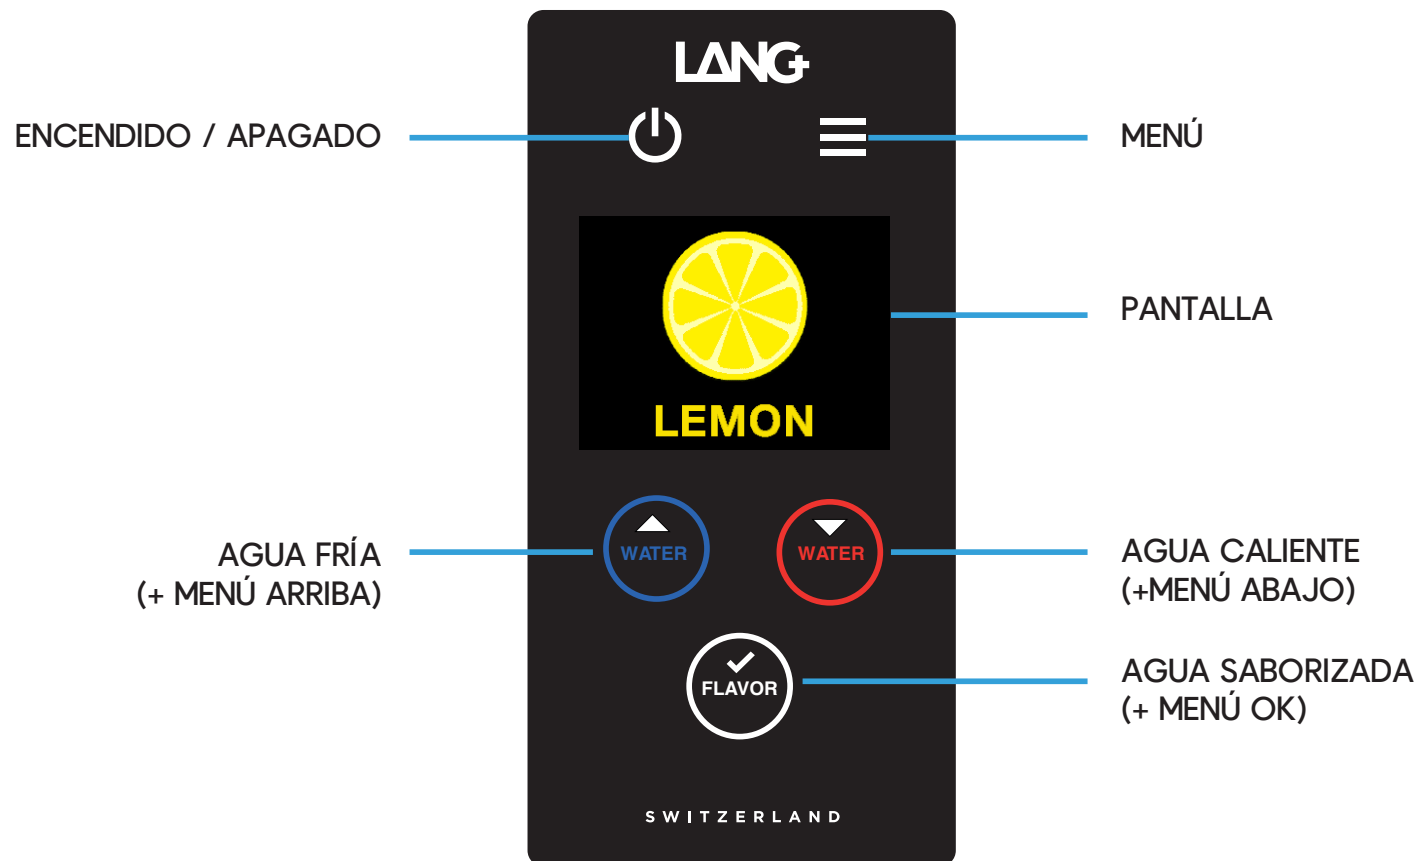 LANG+
ENCENDIDO / APAGADO
MENÚ
PANTALLA
LEMON
WATER
WATER
AGUA FRÍA
(+ MENÚ ARRIBA)
AGUA CALIENTE
(+MENÚ ABAJO)
FLAVOR
AGUA SABORIZADA
(+ MENÚ OK)
SWITZERLAND